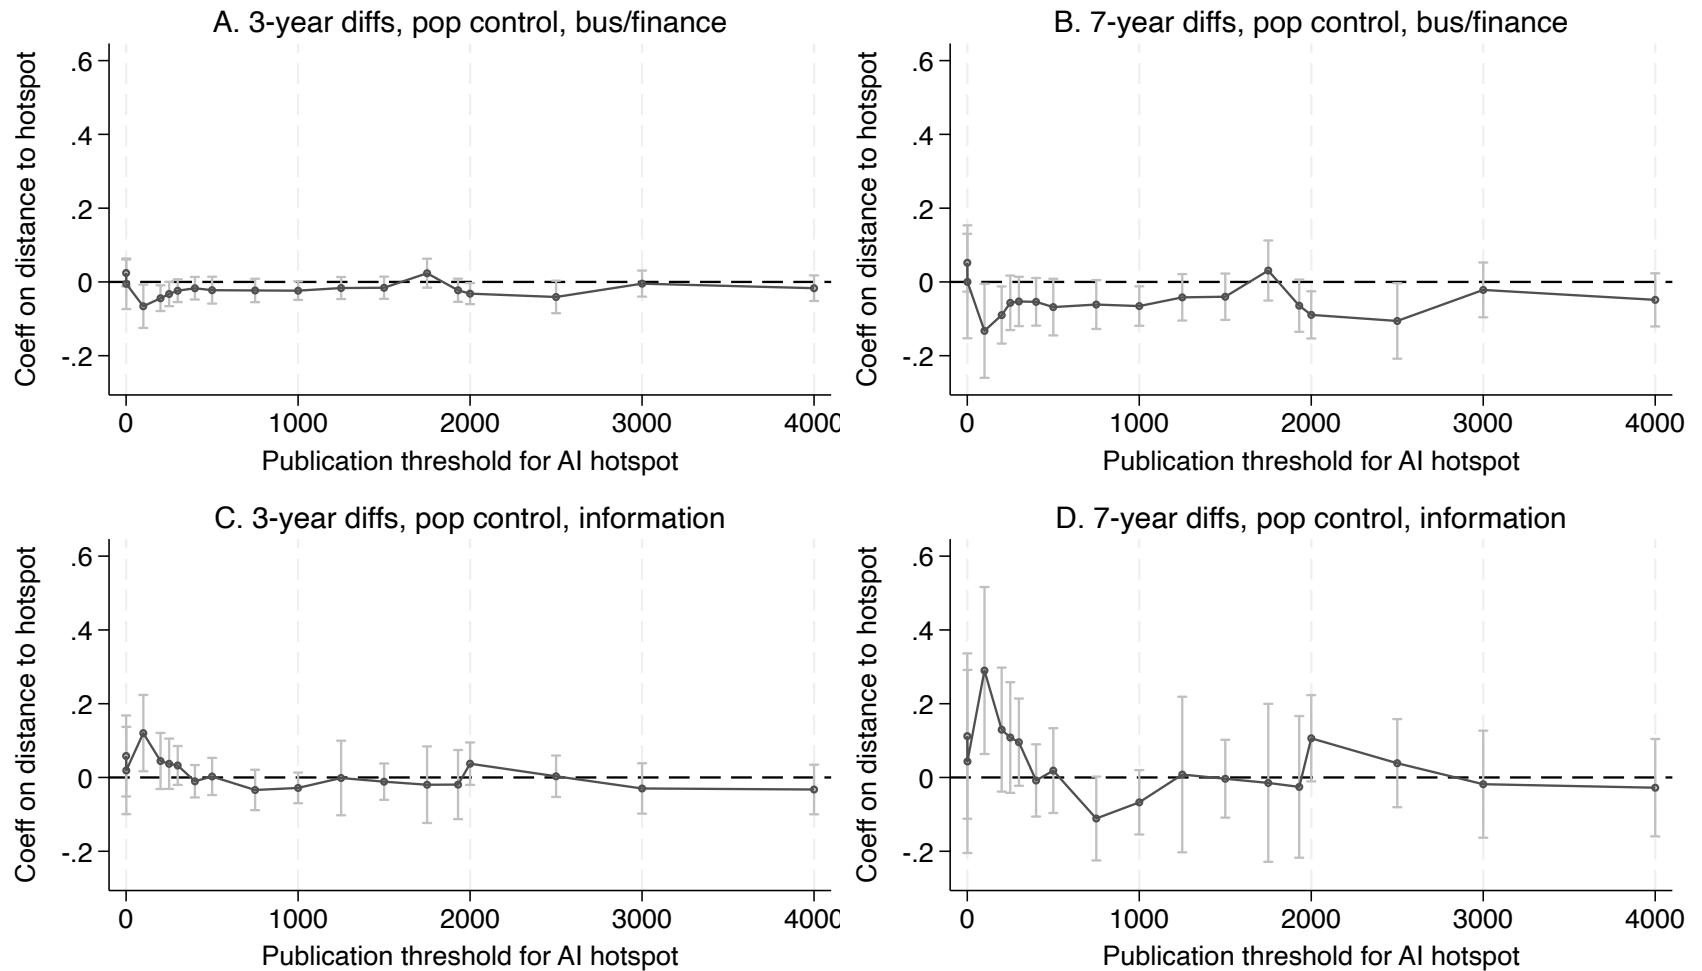 A. 3-year diffs, pop control, bus/finance
Coeff on distance to hotspot
.6
.4
.2
0
-.2
0 1000 2000 3000 4000
Publication threshold for AI hotspot
B. 7-year diffs, pop control, bus/finance
Coeff on distance to hotspot
.6
.4
.2
0
-.2
0 1000 2000 3000 4000
Publication threshold for AI hotspot
C. 3-year diffs, pop control, information
Coeff on distance to hotspot
.6
.4
.2
0
-.2
0 1000 2000 3000 4000
Publication threshold for AI hotspot
D. 7-year diffs, pop control, information
Coeff on distance to hotspot
.6
.4
.2
0
-.2
0 1000 2000 3000 4000
Publication threshold for AI hotspot